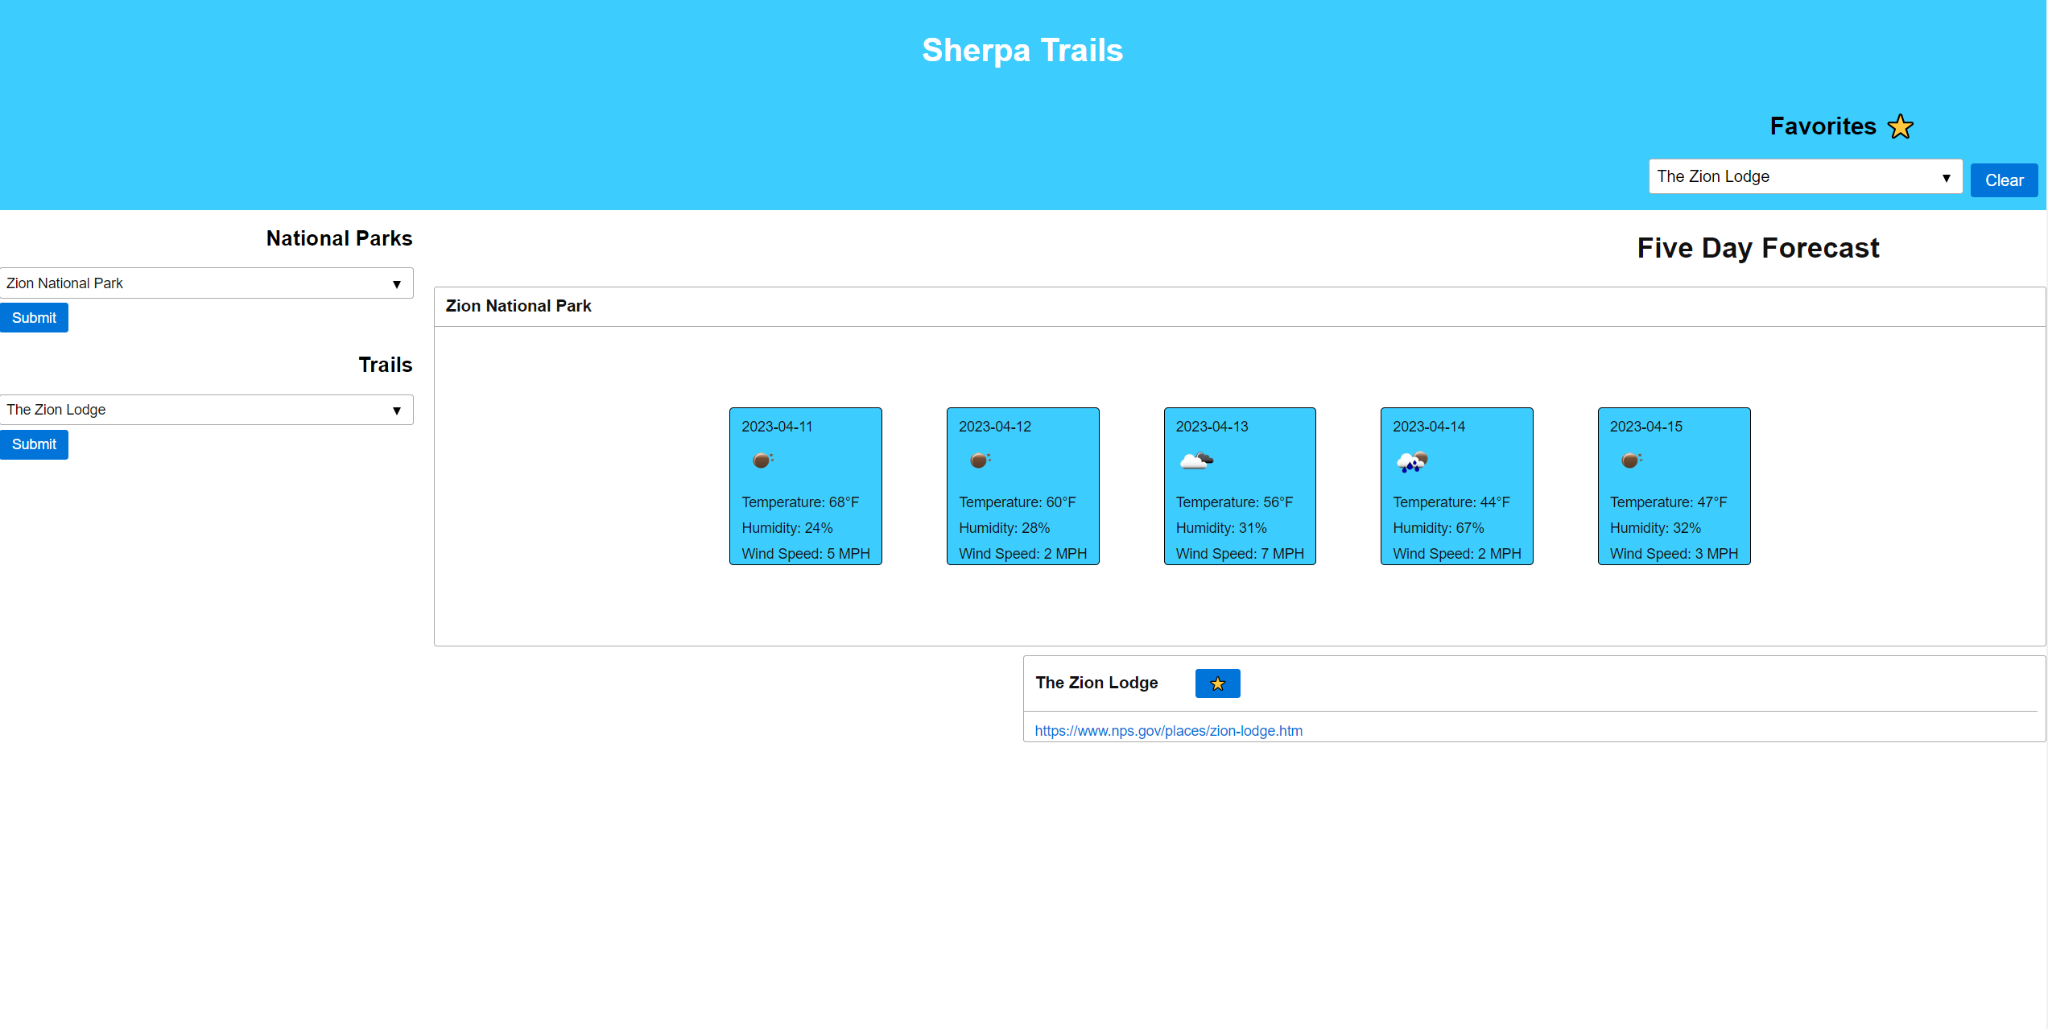 Sherpa Trails
Favorites
The Zion Lodge
Clear
National Parks
Zion National Park
Submit
Trails
The Zion Lodge
Submit
Five Day Forecast
Zion National Park
2023-04-11
Temperature: 68°F
Humidity: 24%
Wind Speed: 5 MPH
2023-04-12
Temperature: 60°F
Humidity: 28%
Wind Speed: 2 MPH
2023-04-13
Temperature: 56°F
Humidity: 31%
Wind Speed: 7 MPH
2023-04-14
Temperature: 44°F
Humidity: 67%
Wind Speed: 2 MPH
2023-04-15
Temperature: 47°F
Humidity: 32%
Wind Speed: 3 MPH
The Zion Lodge
https://www.nps.gov/places/zion-lodge.htm